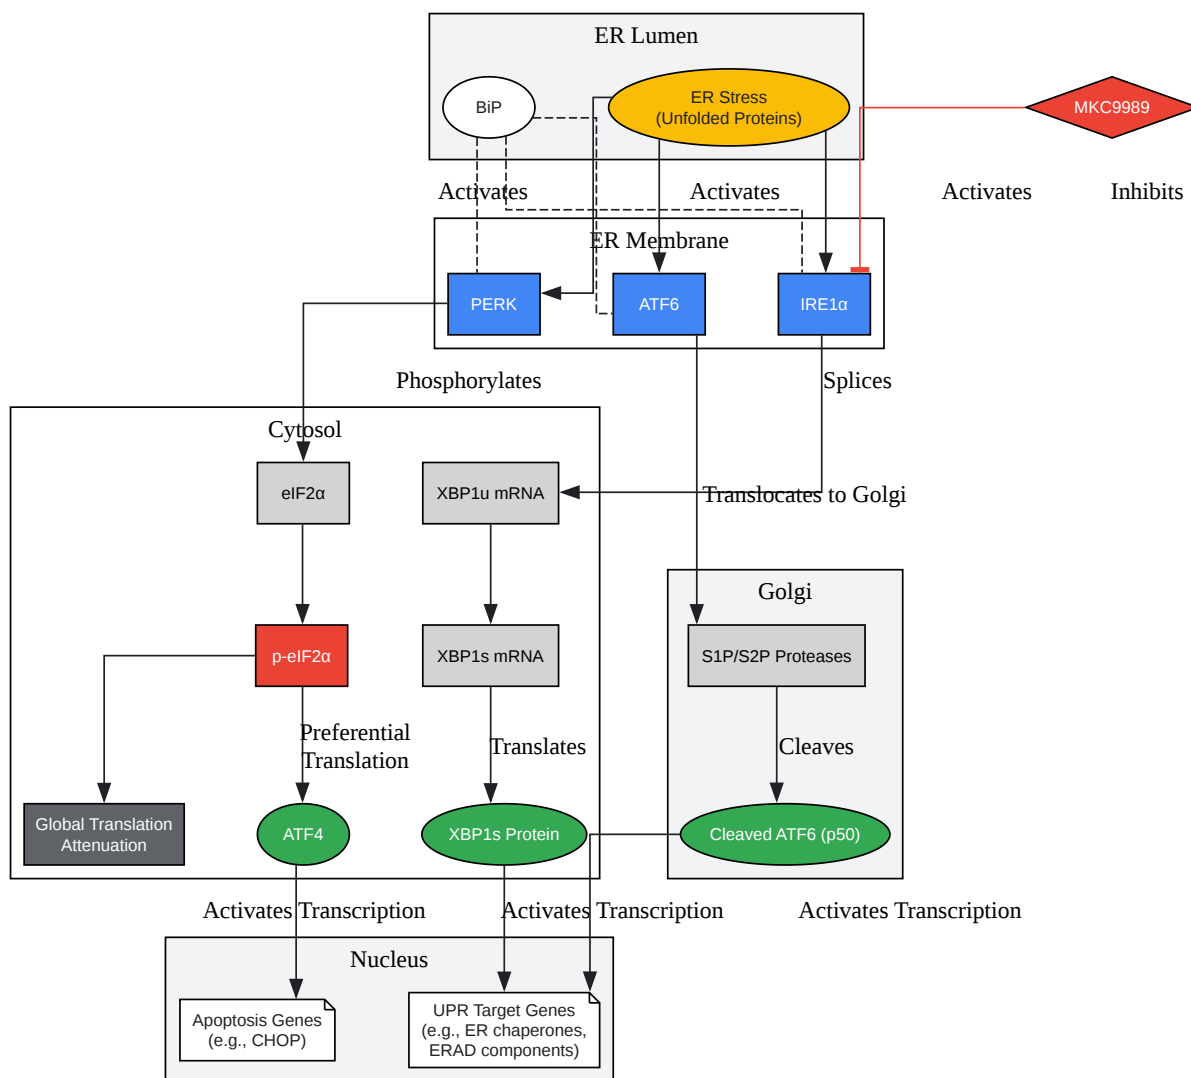 ER Lumen
BiP
ER Stress
(Unfolded Proteins)
MKC9989
Activates
Activates
Activates
Inhibits
ER Membrane
PERK
ATF6
IRE1α
Phosphorylates
Splices
Cytosol
eIF2α
XBP1u mRNA
Translocates to Golgi
Golgi
p-eIF2α
XBP1s mRNA
S1P/S2P Proteases
Preferential
Translation
Translates
Cleaves
Global Translation
Attenuation
ATF4
XBP1s Protein
Cleaved ATF6 (p50)
Activates Transcription
Activates Transcription
Activates Transcription
Nucleus
Apoptosis Genes
(e.g., CHOP)
UPR Target Genes
(e.g., ER chaperones,
ERAD components)